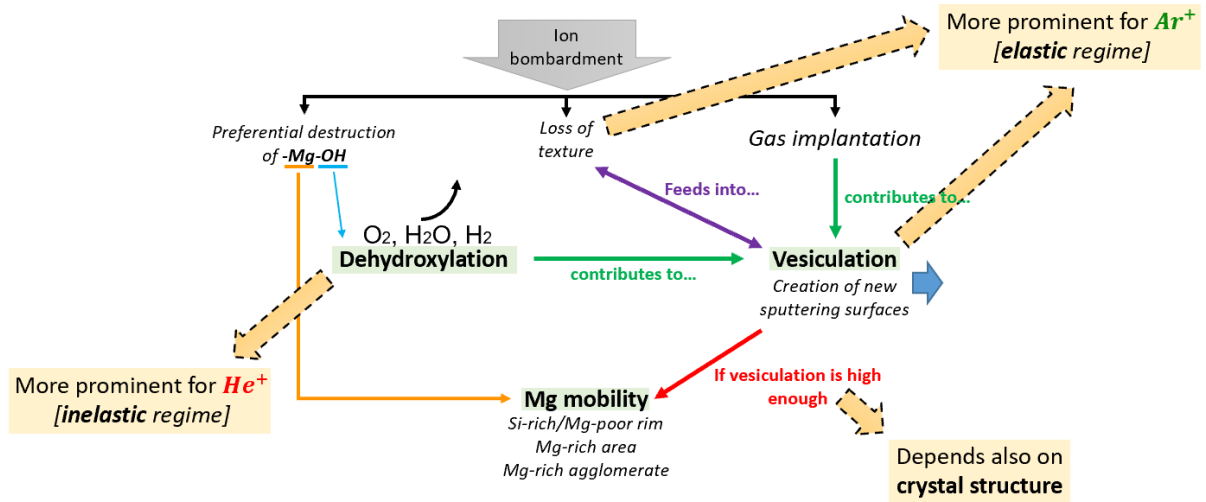 Ion
bombardment
More prominent for Ar⁺
[elastic regime]
Preferential destruction
of -Mg-OH
Loss of
texture
Gas implantation
Feeds into...
contributes to...
O₂, H₂O, H₂
Dehydroxylation
contributes to...
Vesiculation
Creation of new
sputtering surfaces
More prominent for He⁺
[inelastic regime]
If vesiculation is high
enough
Mg mobility
Si-rich/Mg-poor rim
Mg-rich area
Mg-rich agglomerate
Depends also on
crystal structure